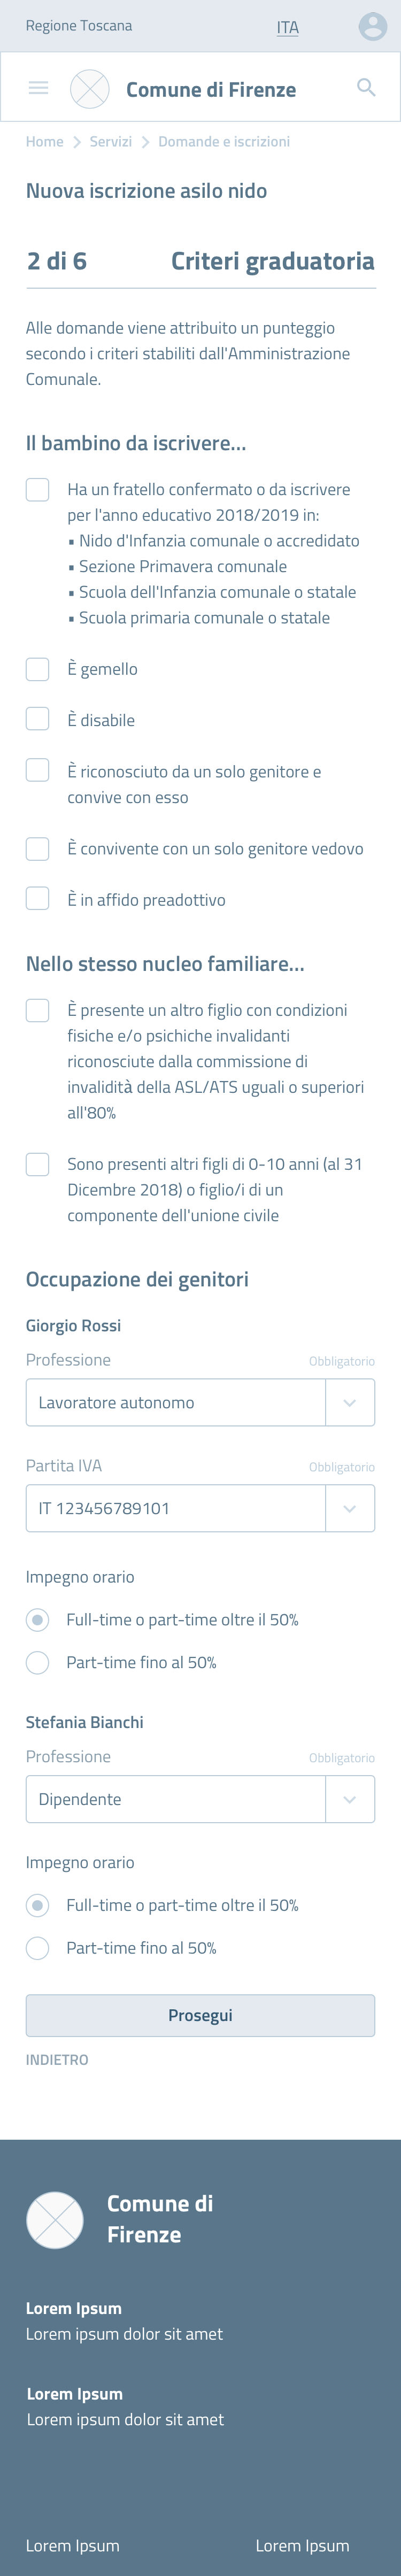 Regione Toscana
ITA
Comune di Firenze
Home > Servizi > Domande e iscrizioni
Nuova iscrizione asilo nido
2 di 6
Criteri graduatoria
Alle domande viene attribuito un punteggio
secondo i criteri stabiliti dall'Amministrazione
Comunale.
Il bambino da iscrivere...
Ha un fratello confermato o da iscrivere
per l'anno educativo 2018/2019 in:
▪ Nido d'Infanzia comunale o accredidato
▪ Sezione Primavera comunale
▪ Scuola dell'Infanzia comunale o statale
▪ Scuola primaria comunale o statale
È gemello
È disabile
È riconosciuto da un solo genitore e
convive con esso
È convivente con un solo genitore vedovo
È in affido preadottivo
Nello stesso nucleo familiare...
È presente un altro figlio con condizioni
fisiche e/o psichiche invalidanti
riconosciute dalla commissione di
invalidità della ASL/ATS uguali o superiori
all'80%
Sono presenti altri figli di 0-10 anni (al 31
Dicembre 2018) o figlio/i di un
componente dell'unione civile
Occupazione dei genitori
Giorgio Rossi
Professione
Obbligatorio
Lavoratore autonomo
Partita IVA
Obbligatorio
IT 123456789101
Impegno orario
Full-time o part-time oltre il 50%
Part-time fino al 50%
Stefania Bianchi
Professione
Obbligatorio
Dipendente
Impegno orario
Full-time o part-time oltre il 50%
Part-time fino al 50%
Prosegui
INDIETRO
Comune di
Firenze
Lorem Ipsum
Lorem ipsum dolor sit amet
Lorem Ipsum
Lorem ipsum dolor sit amet
Lorem Ipsum
Lorem Ipsum